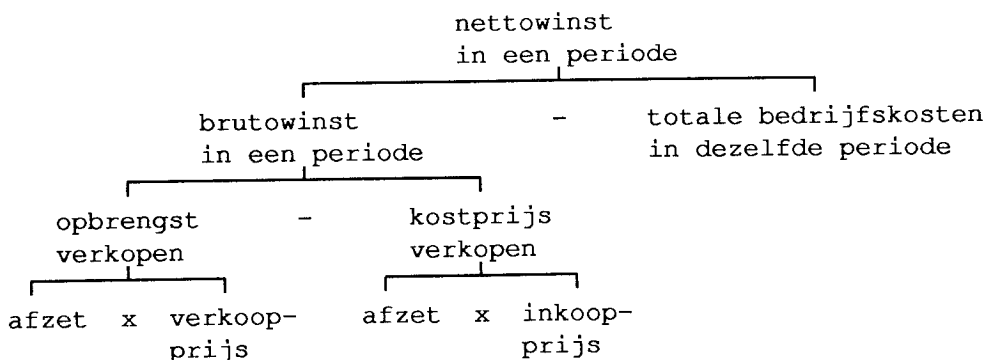 nettowinst
in een periode
brutowinst - totale bedrijfskosten
in een periode in dezelfde periode
opbrengst - kostprijs
verkopen verkopen
afzet x verkoop- afzet x inkoop-
prijs prijs